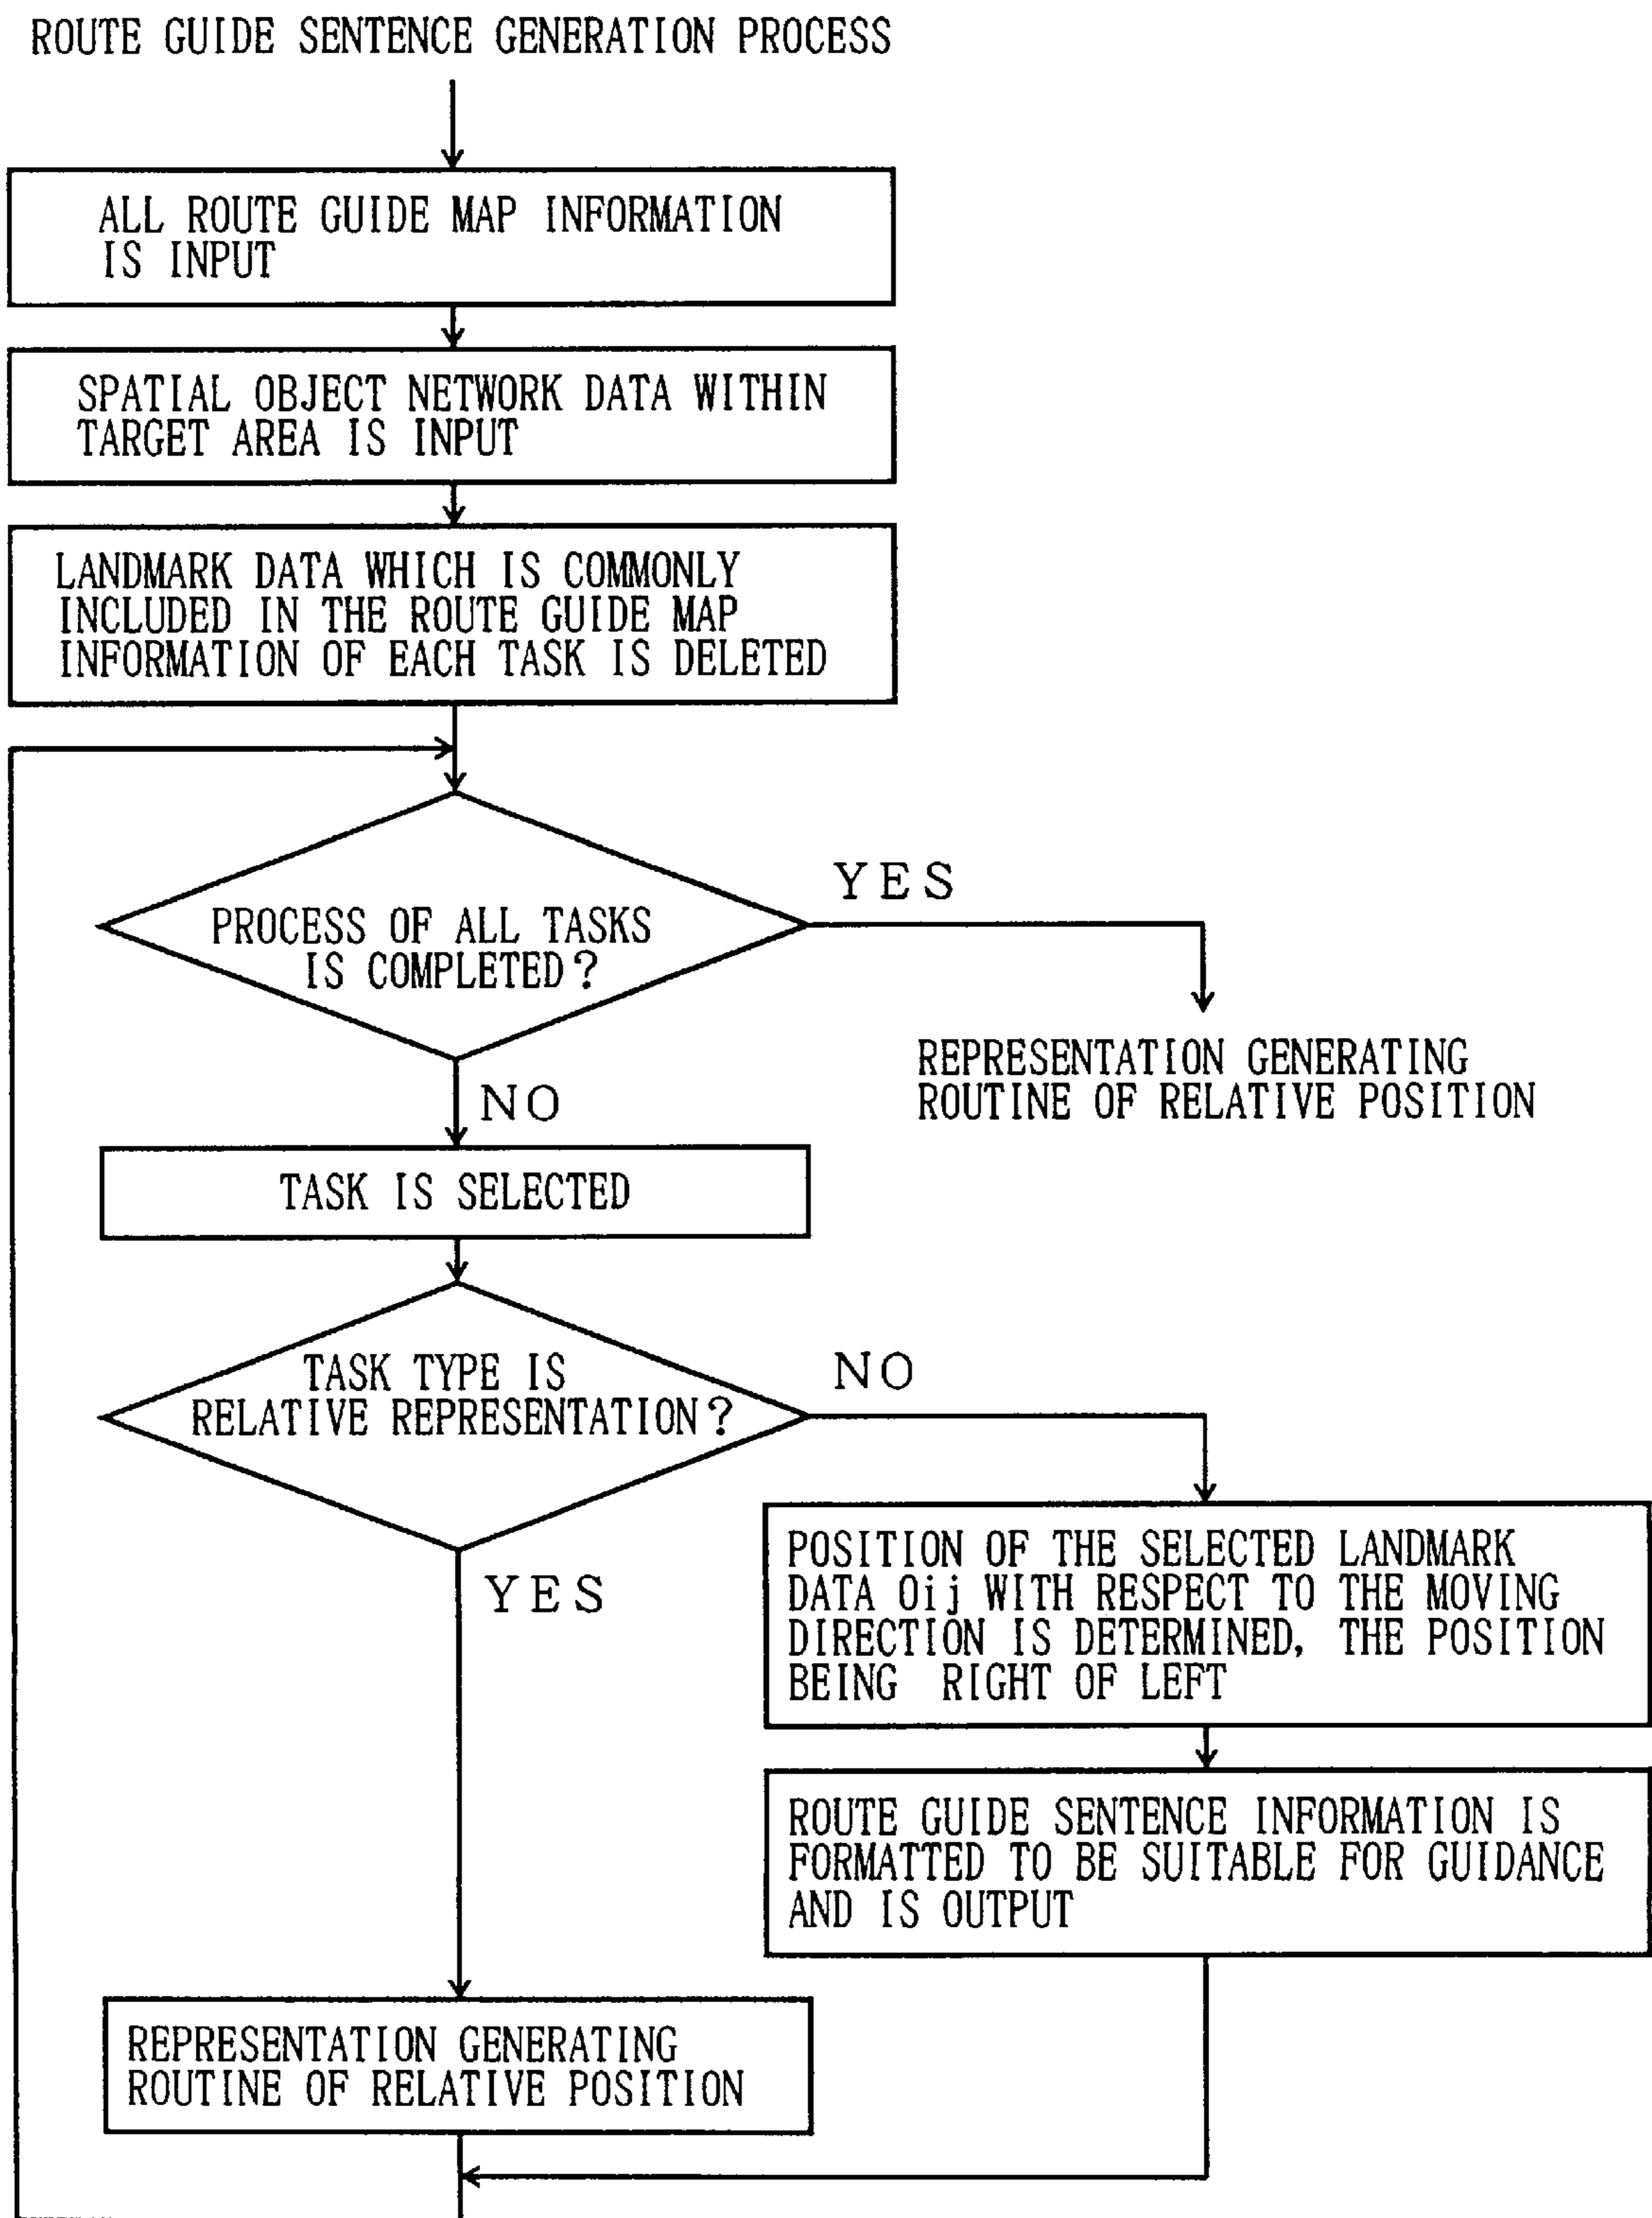 ROUTE GUIDE SENTENCE GENERATION PROCESS
ALL ROUTE GUIDE MAP INFORMATION
IS INPUT
SPATIAL OBJECT NETWORK DATA WITHIN
TARGET AREA IS INPUT
LANDMARK DATA WHICH IS COMMONLY
INCLUDED IN THE ROUTE GUIDE MAP
INFORMATION OF EACH TASK IS DELETED
YES
PROCESS OF ALL TASKS
IS COMPLETED?
REPRESENTATION GENERATING
ROUTINE OF RELATIVE POSITION
NO
TASK IS SELECTED
TASK TYPE IS
RELATIVE REPRESENTATION?
NO
YES
POSITION OF THE SELECTED LANDMARK
DATA Oij WITH RESPECT TO THE MOVING
DIRECTION IS DETERMINED, THE POSITION
BEING RIGHT OF LEFT
ROUTE GUIDE SENTENCE INFORMATION IS
FORMATTED TO BE SUITABLE FOR GUIDANCE
AND IS OUTPUT
REPRESENTATION GENERATING
ROUTINE OF RELATIVE POSITION